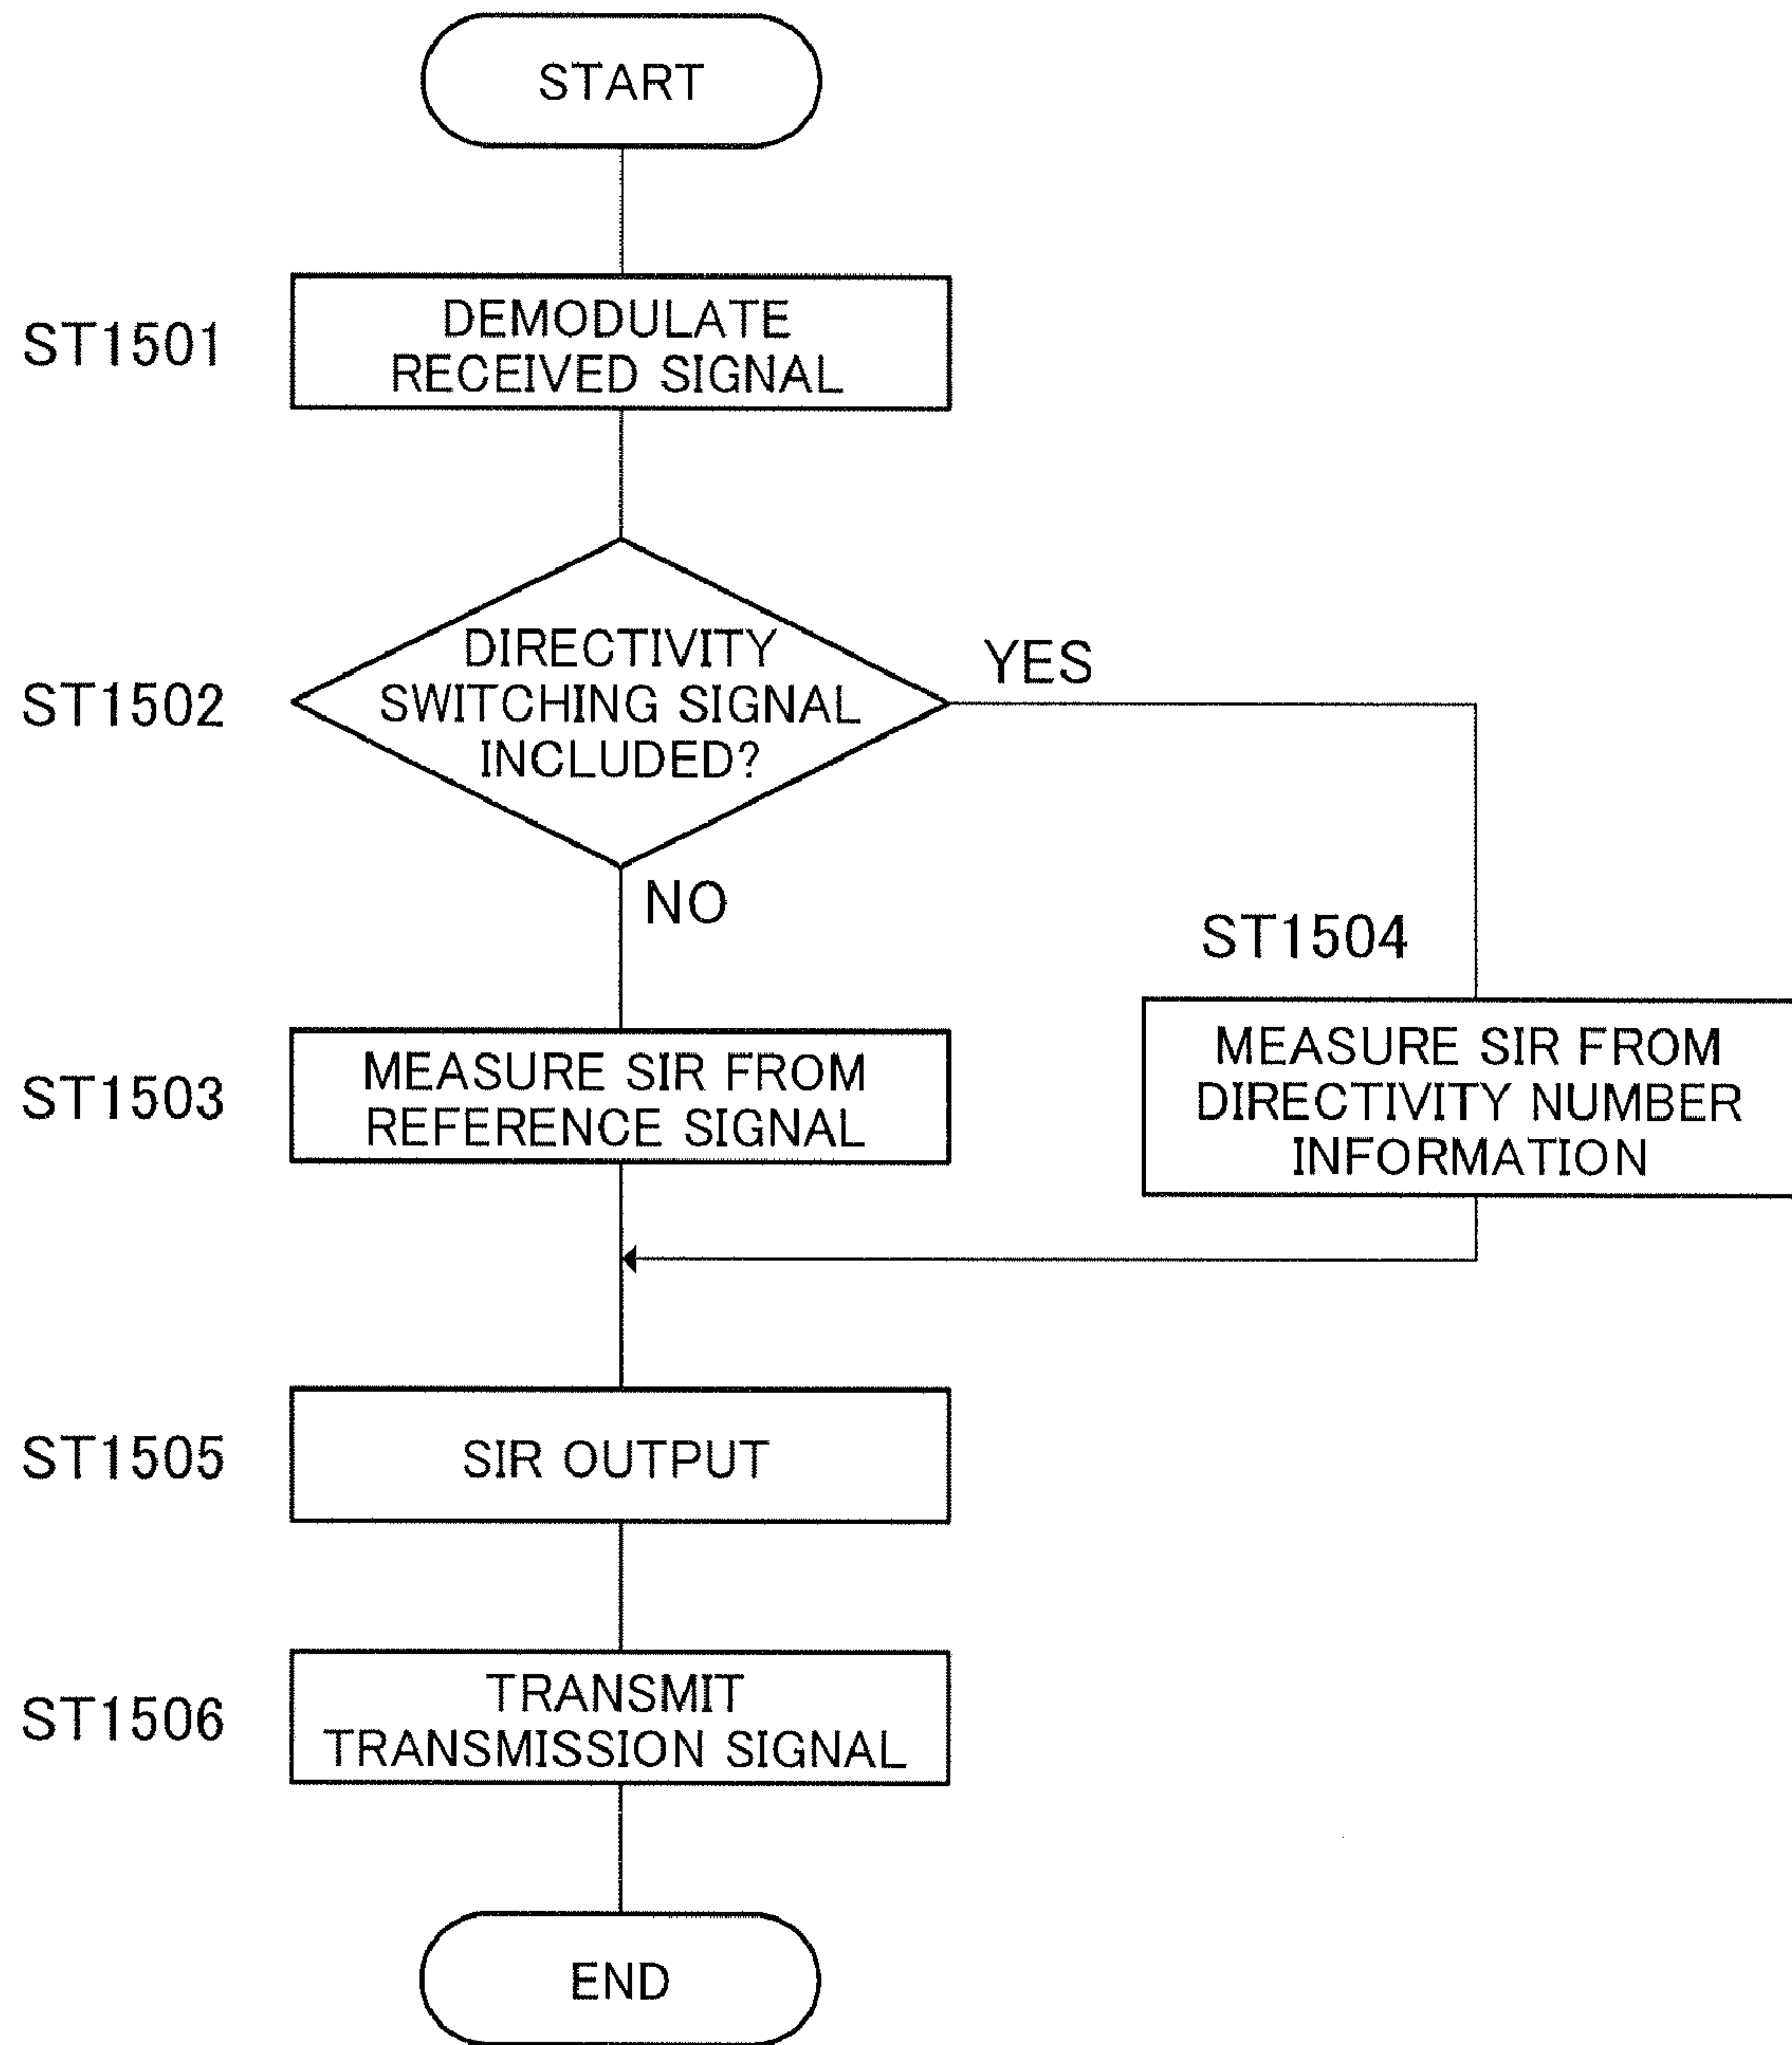 START
ST1501
DEMODULATE
RECEIVED SIGNAL
ST1502
DIRECTIVITY
SWITCHING SIGNAL
INCLUDED?
YES
NO
ST1503
MEASURE SIR FROM
REFERENCE SIGNAL
ST1504
MEASURE SIR FROM
DIRECTIVITY NUMBER
INFORMATION
ST1505
SIR OUTPUT
ST1506
TRANSMIT
TRANSMISSION SIGNAL
END